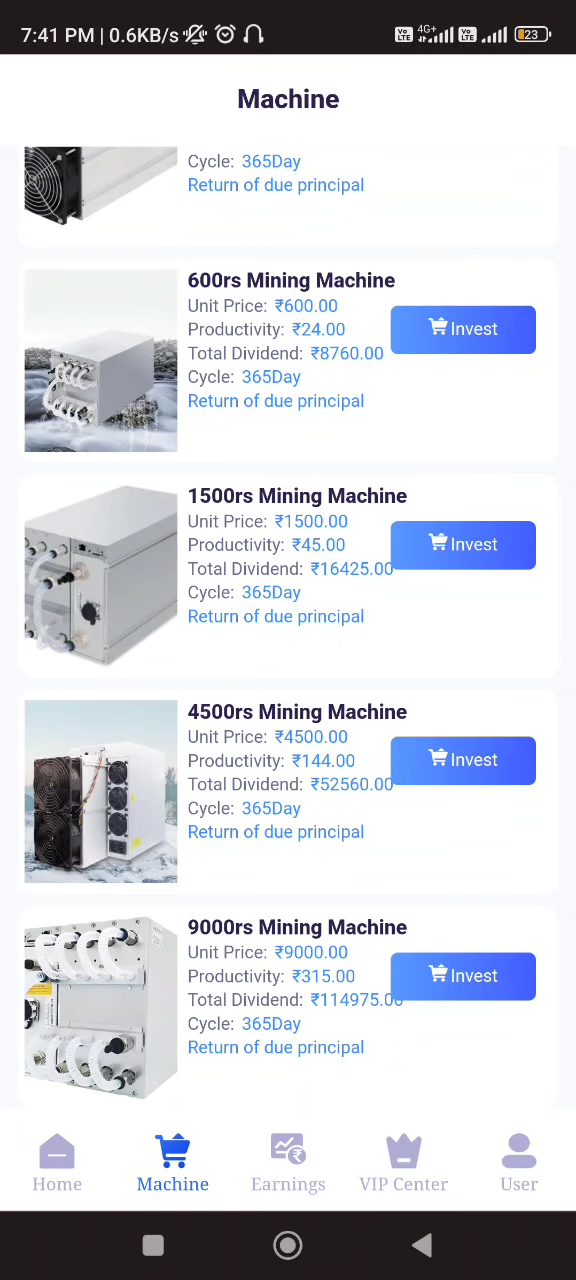 7:41 PM | 0.6KB/s
Vo LTE 4G+ Vo LTE 23
Machine
Cycle: 365Day
Return of due principal
600rs Mining Machine
Unit Price: ₹600.00
Productivity: ₹24.00
Invest
Total Dividend: ₹8760.00
Cycle: 365Day
Return of due principal
1500rs Mining Machine
Unit Price: ₹1500.00
Productivity: ₹45.00
Invest
Total Dividend: ₹16425.00
Cycle: 365Day
Return of due principal
4500rs Mining Machine
Unit Price: ₹4500.00
Productivity: ₹144.00
Invest
Total Dividend: ₹52560.00
Cycle: 365Day
Return of due principal
9000rs Mining Machine
Unit Price: ₹9000.00
Productivity: ₹315.00
Invest
Total Dividend: ₹114975.00
Cycle: 365Day
Return of due principal
Home
Machine
Earnings
VIP Center
User